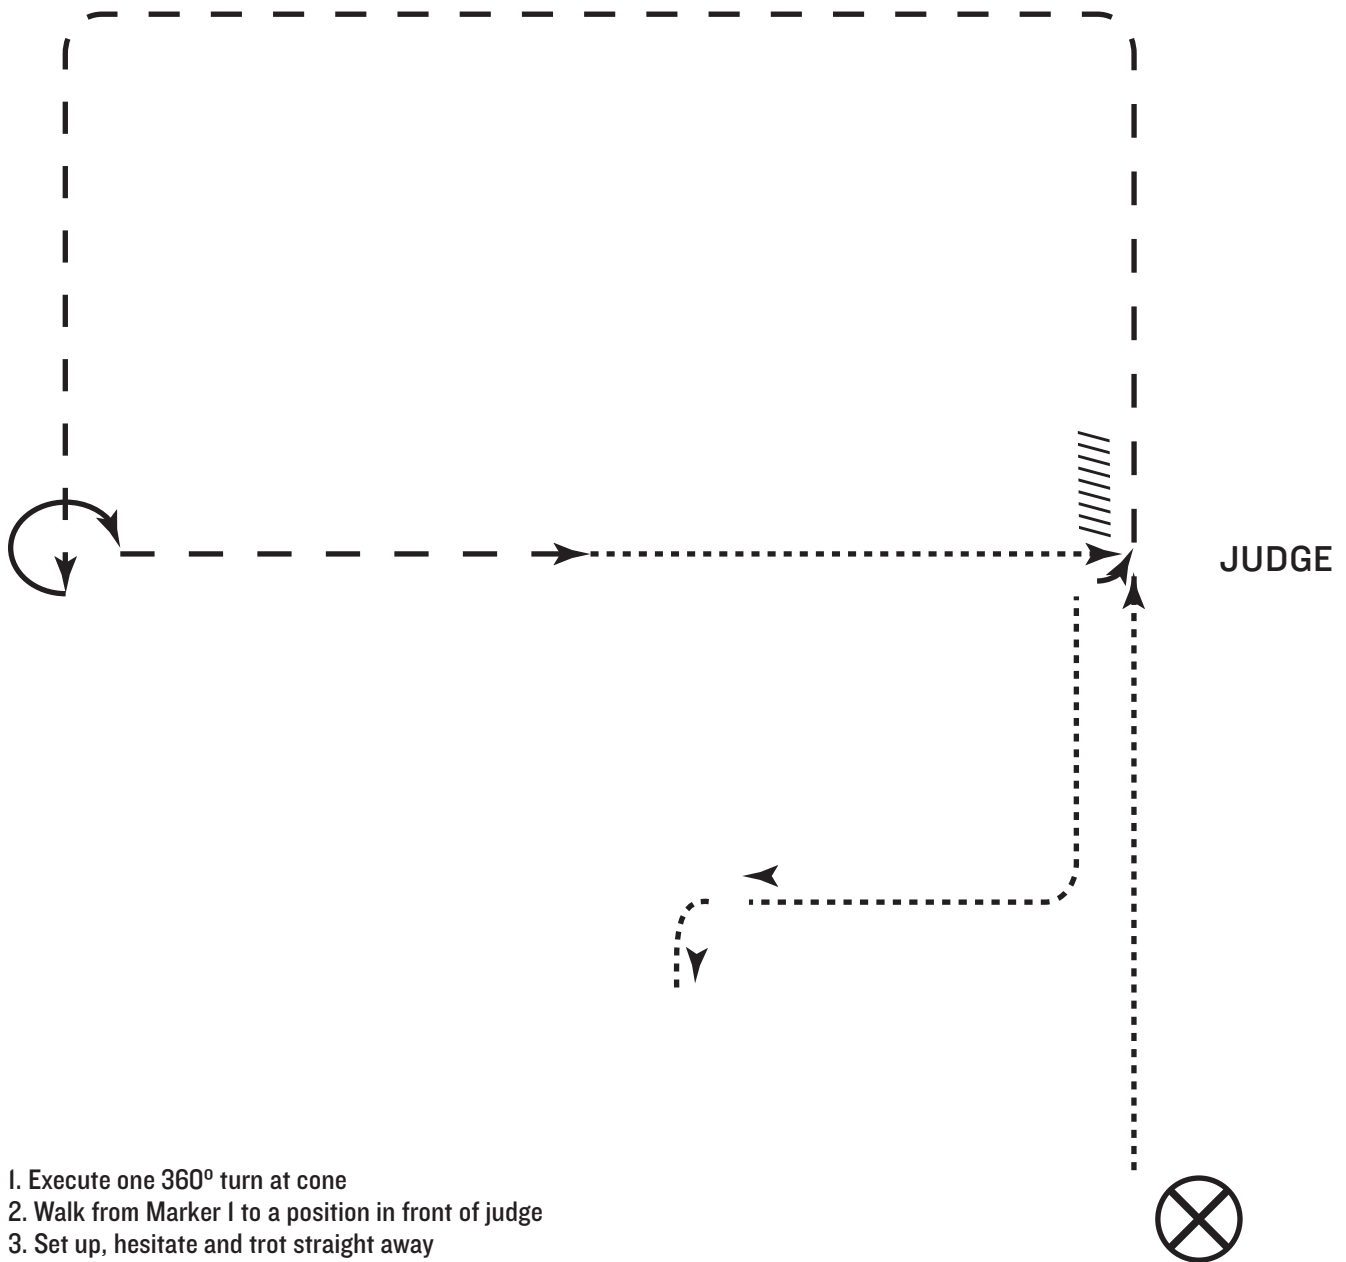 JUDGE
1. Execute one 360º turn at cone
2. Walk from Marker 1 to a position in front of judge
3. Set up, hesitate and trot straight away